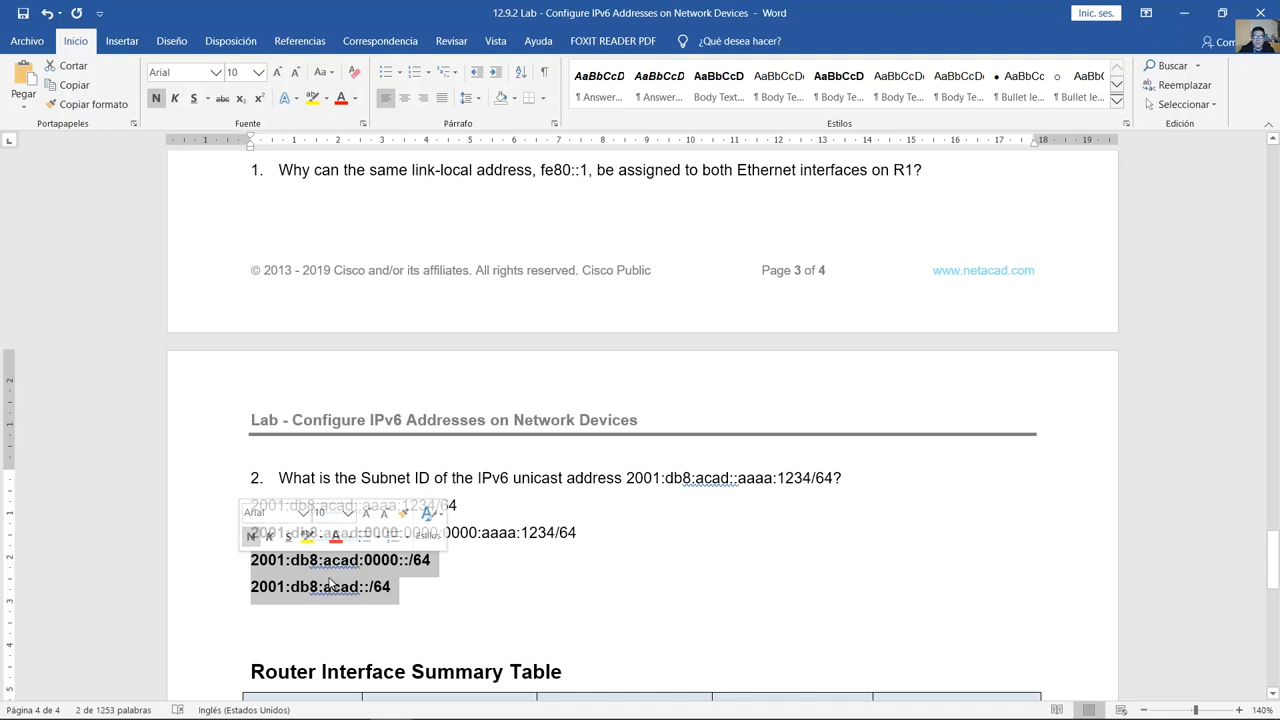 12.9.2 Lab - Configure IPv6 Addresses on Network Devices - Word
Inic. ses.
Archivo Inicio Insertar Diseño Disposición Referencias Correspondencia Revisar Vista Ayuda FOXIT READER PDF ¿Qué desea hacer?
Pegar
Cortar
Copiar
Copiar formato
Portapapeles
Arial 10
Fuente
Párrafo
AaBbCcD AaBbCcD AaBbCcD AaBbCcD AaBbCcD AaBbCcD
¶ Answer... ¶ Answer... Body Text... ¶ Body Te... ¶ Body Te... ¶ Body Te... ¶ Body Te... ¶ Bullet le... ¶ Bullet le...
Estilos
Buscar
Reemplazar
Seleccionar
Edición
1. Why can the same link-local address, fe80::1, be assigned to both Ethernet interfaces on R1?
© 2013 - 2019 Cisco and/or its affiliates. All rights reserved. Cisco Public Page 3 of 4 www.netacad.com
Lab - Configure IPv6 Addresses on Network Devices
2. What is the Subnet ID of the IPv6 unicast address 2001:db8:acad::aaaa:1234/64?
2001:db8:acad::aaaa:1234/64
Arial 10
Estilos
2001:db8:acad:0000:0000:aaaa:1234/64
2001:db8:acad:0000::/64
2001:db8:acad::/64
Router Interface Summary Table
Página 4 de 4 2 de 1253 palabras Inglés (Estados Unidos) 140%